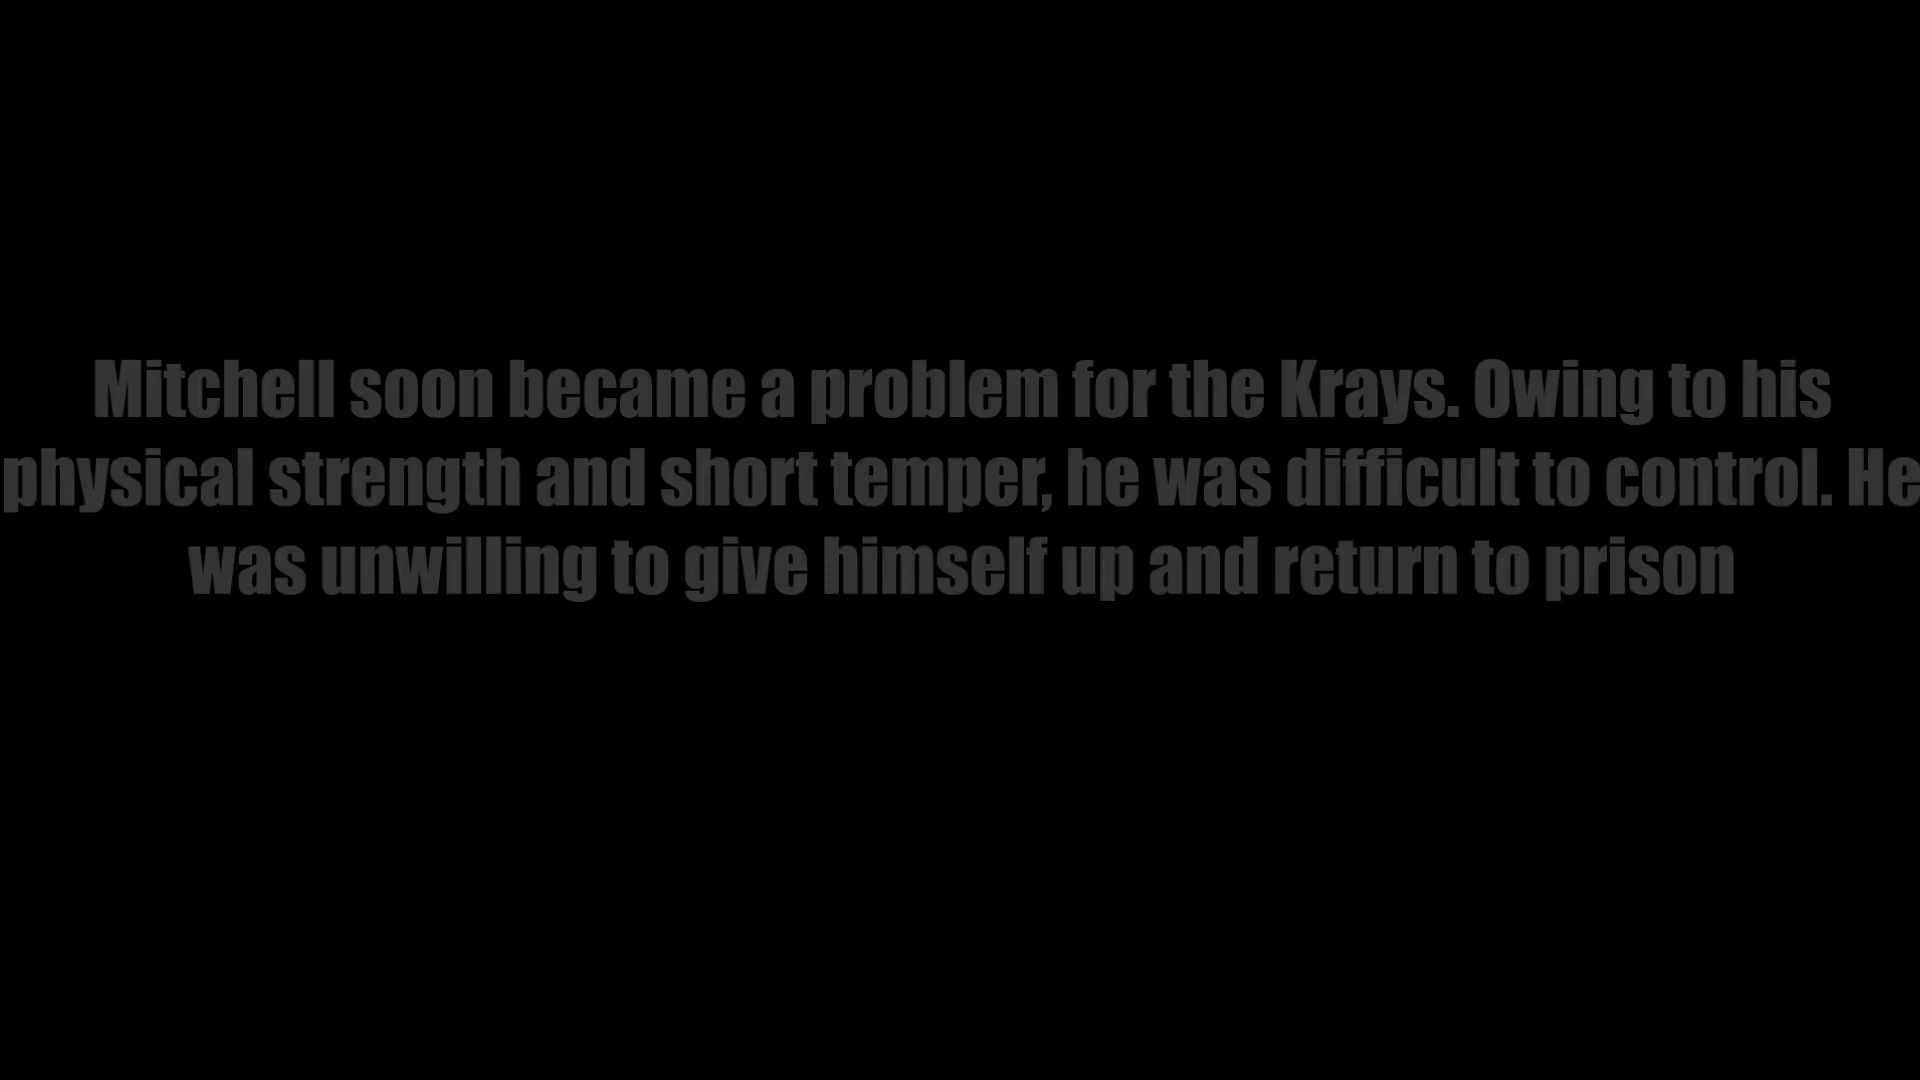 Mitchell soon became a problem for the Krays. Owing to his
physical strength and short temper, he was difficult to control. He
was unwilling to give himself up and return to prison